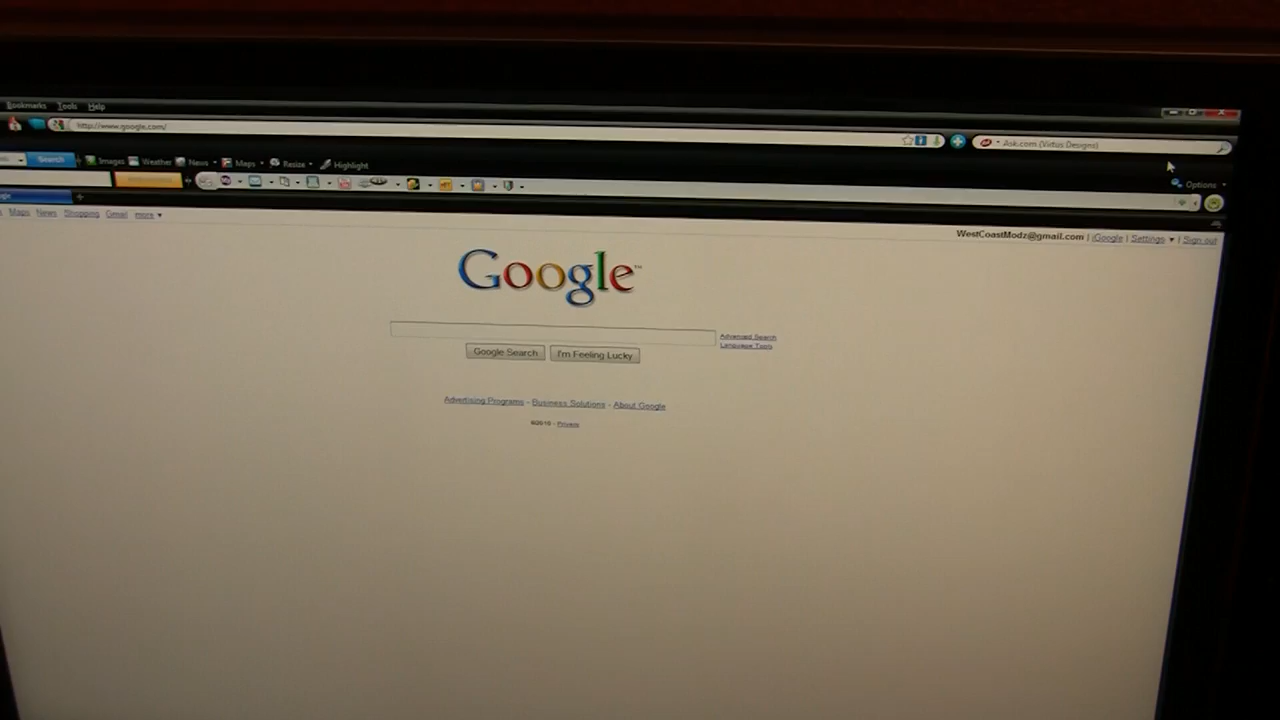 Bookmarks Tools Help
http://www.google.com/
Ask.com (Virtus Designs)
Search Images Weather News Maps Resize Highlight
Options
Maps News Shopping Gmail more ▼
WestCoastModz@gmail.com | iGoogle | Settings ▼ | Sign out
Google™
Advanced Search
Language Tools
Google Search I'm Feeling Lucky
Advertising Programs - Business Solutions - About Google
©2010 - Privacy